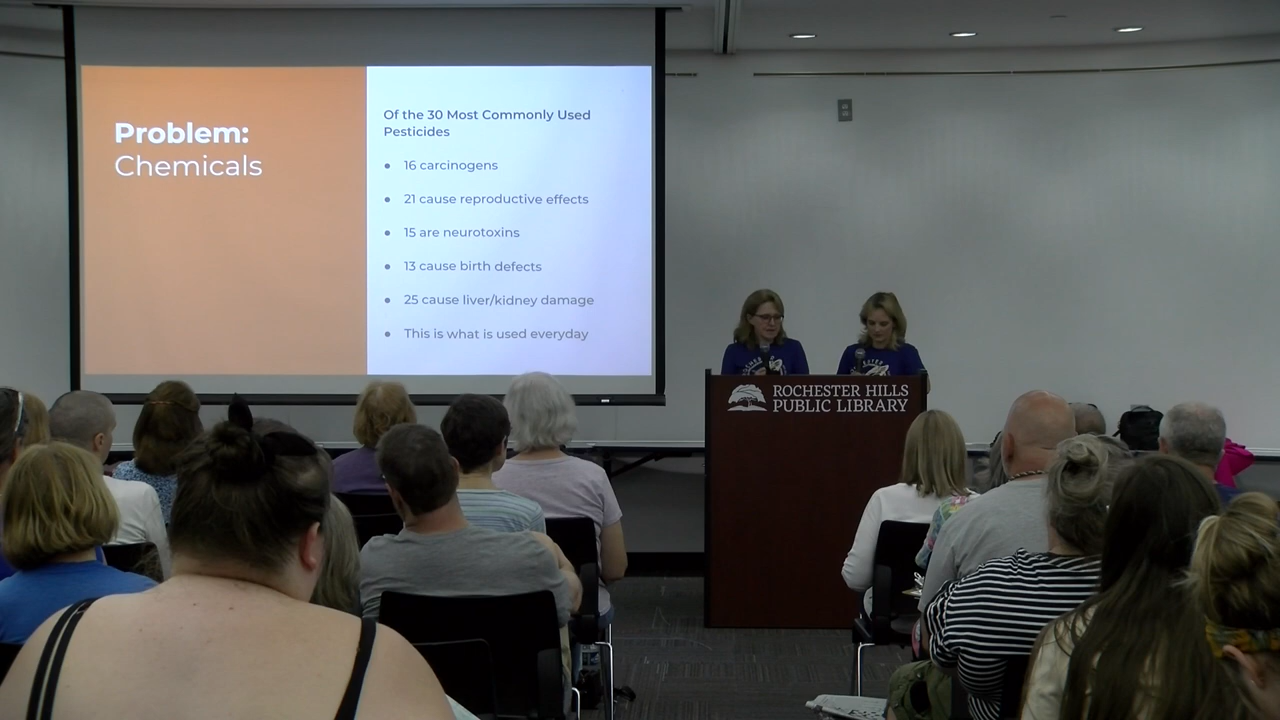 Problem:
Chemicals
Of the 30 Most Commonly Used
Pesticides
• 16 carcinogens
• 21 cause reproductive effects
• 15 are neurotoxins
• 13 cause birth defects
• 25 cause liver/kidney damage
• This is what is used everyday
ROCHESTER HILLS
PUBLIC LIBRARY